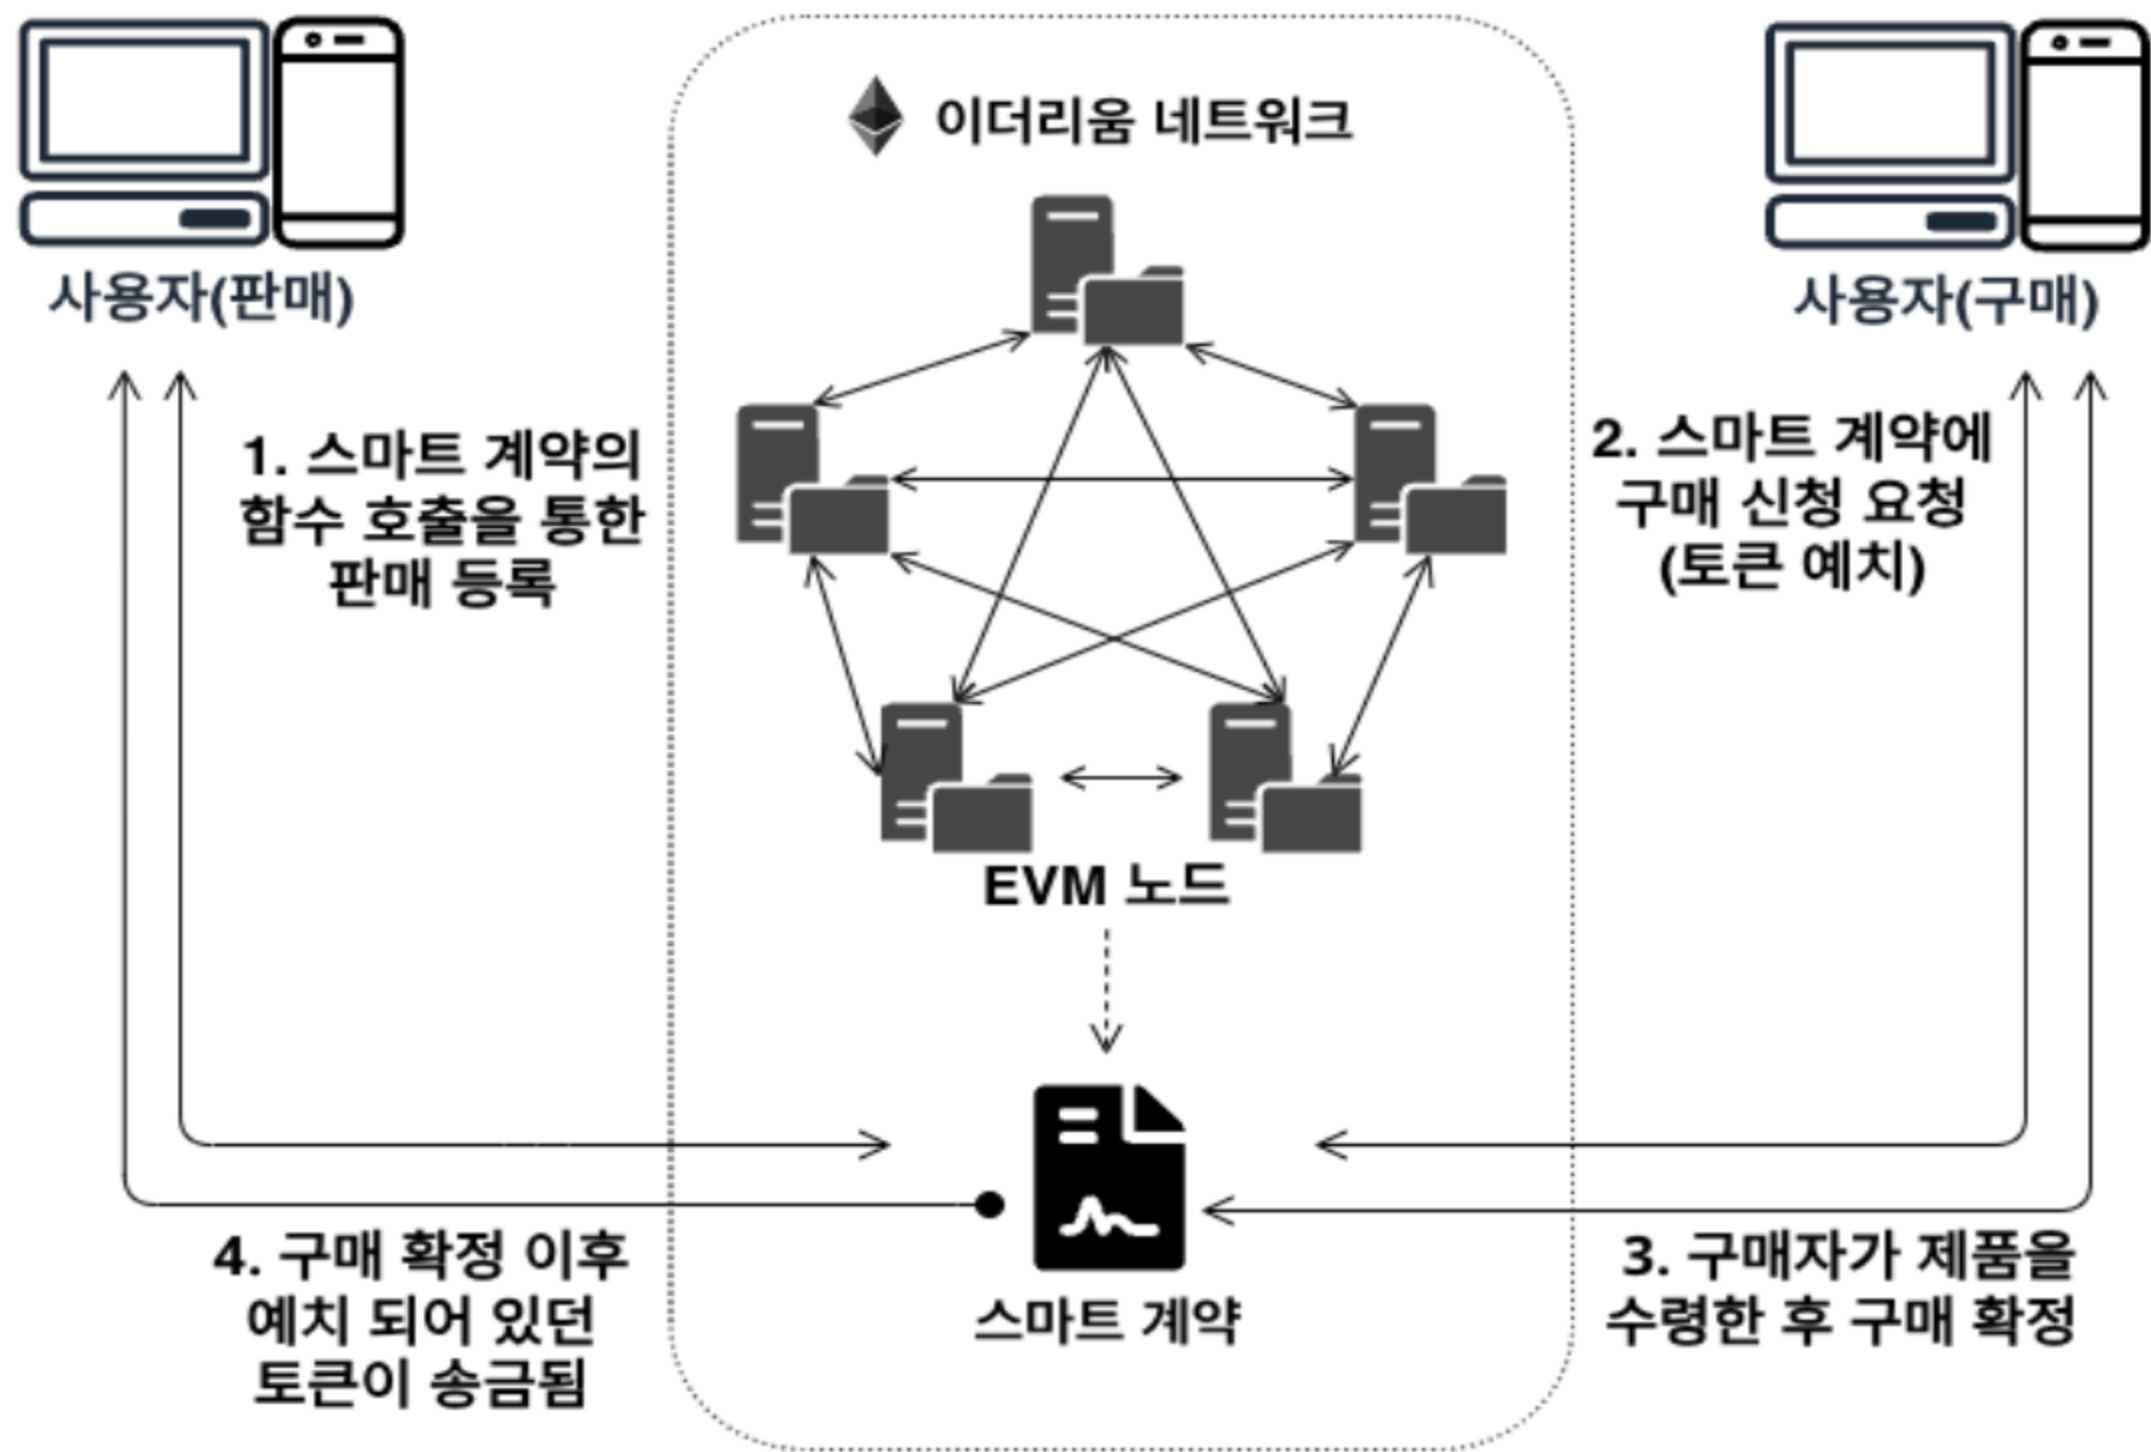 이더리움 네트워크
사용자(판매)
사용자(구매)
1. 스마트 계약의
함수 호출을 통한
판매 등록
2. 스마트 계약에
구매 신청 요청
(토큰 예치)
EVM 노드
스마트 계약
3. 구매자가 제품을
수령한 후 구매 확정
4. 구매 확정 이후
예치 되어 있던
토큰이 송금됨